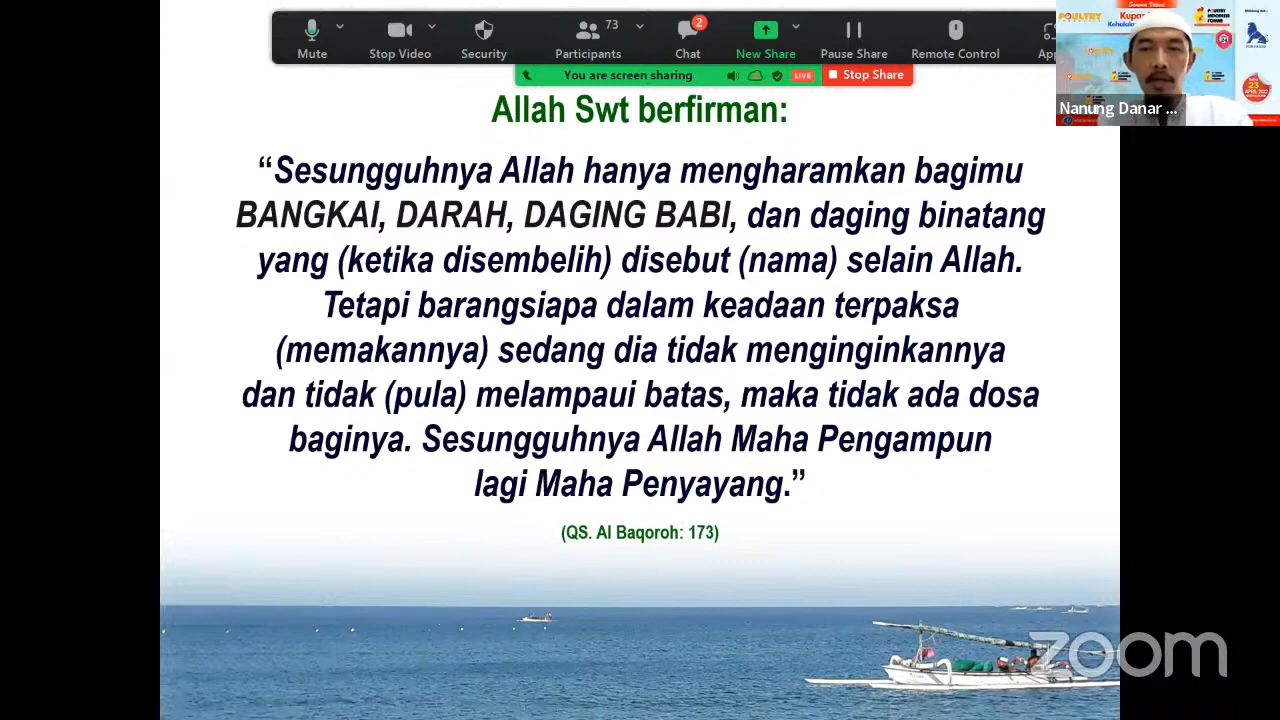 73
2
Mute
Stop Video
Security
Participants
Chat
New Share
Pause Share
Remote Control
You are screen sharing
LIVE
Stop Share
POULTRY
23
APRIL 2022
Nanung Danar ...
Allah Swt berfirman:
“Sesungguhnya Allah hanya mengharamkan bagimu
BANGKAI, DARAH, DAGING BABI, dan daging binatang
yang (ketika disembelih) disebut (nama) selain Allah.
Tetapi barangsiapa dalam keadaan terpaksa
(memakannya) sedang dia tidak menginginkannya
dan tidak (pula) melampaui batas, maka tidak ada dosa
baginya. Sesungguhnya Allah Maha Pengampun
lagi Maha Penyayang.”
(QS. Al Baqoroh: 173)
zoom